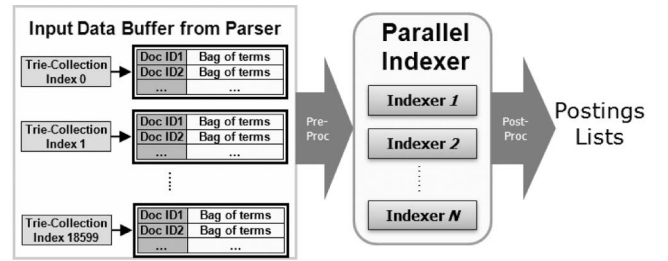 Input Data Buffer from Parser
Trie-Collection
Index 0
Doc ID1 Bag of terms
Doc ID2 Bag of terms
... ...
Trie-Collection
Index 1
Doc ID1 Bag of terms
Doc ID2 Bag of terms
... ...
Trie-Collection
Index 18599
Doc ID1 Bag of terms
Doc ID2 Bag of terms
... ...
Pre-
Proc
Parallel
Indexer
Indexer 1
Indexer 2
Indexer N
Post-
Proc
Postings
Lists